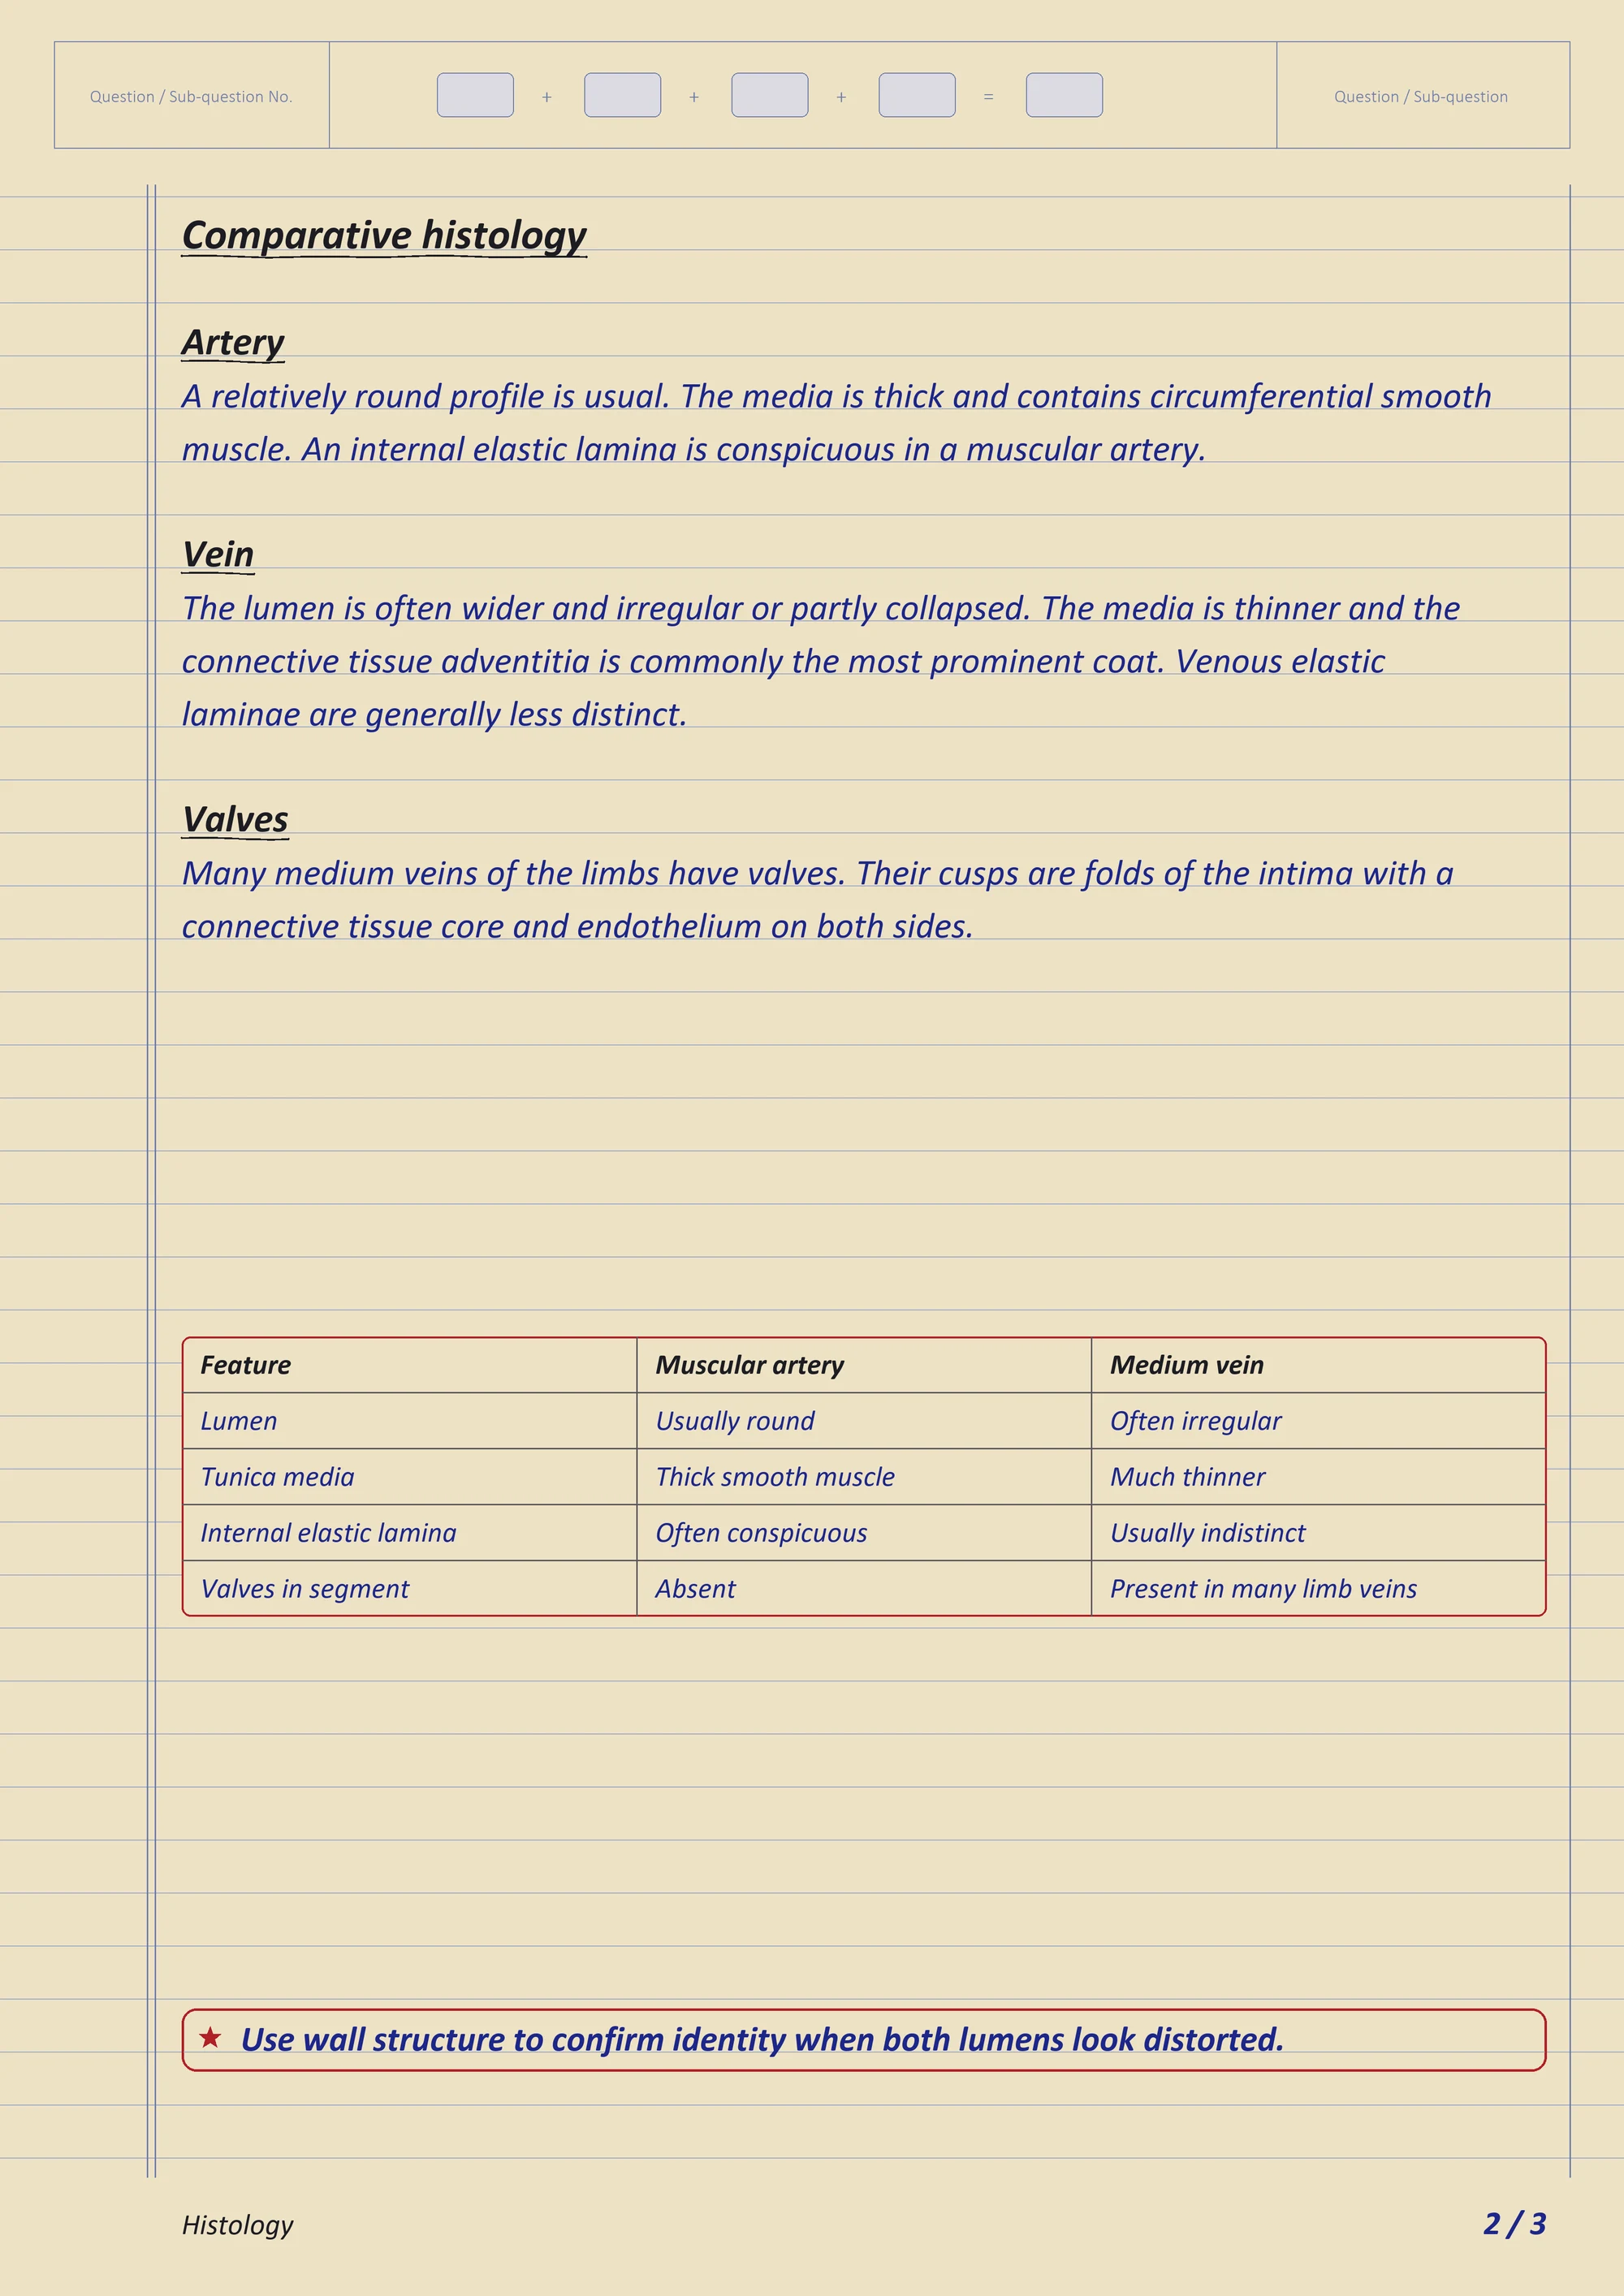 Question / Sub-question No.
+ + + =
Question / Sub-question
Comparative histology
Artery
A relatively round profile is usual. The media is thick and contains circumferential smooth
muscle. An internal elastic lamina is conspicuous in a muscular artery.
Vein
The lumen is often wider and irregular or partly collapsed. The media is thinner and the
connective tissue adventitia is commonly the most prominent coat. Venous elastic
laminae are generally less distinct.
Valves
Many medium veins of the limbs have valves. Their cusps are folds of the intima with a
connective tissue core and endothelium on both sides.
Feature Muscular artery Medium vein
Lumen Usually round Often irregular
Tunica media Thick smooth muscle Much thinner
Internal elastic lamina Often conspicuous Usually indistinct
Valves in segment Absent Present in many limb veins
★ Use wall structure to confirm identity when both lumens look distorted.
Histology
2 / 3